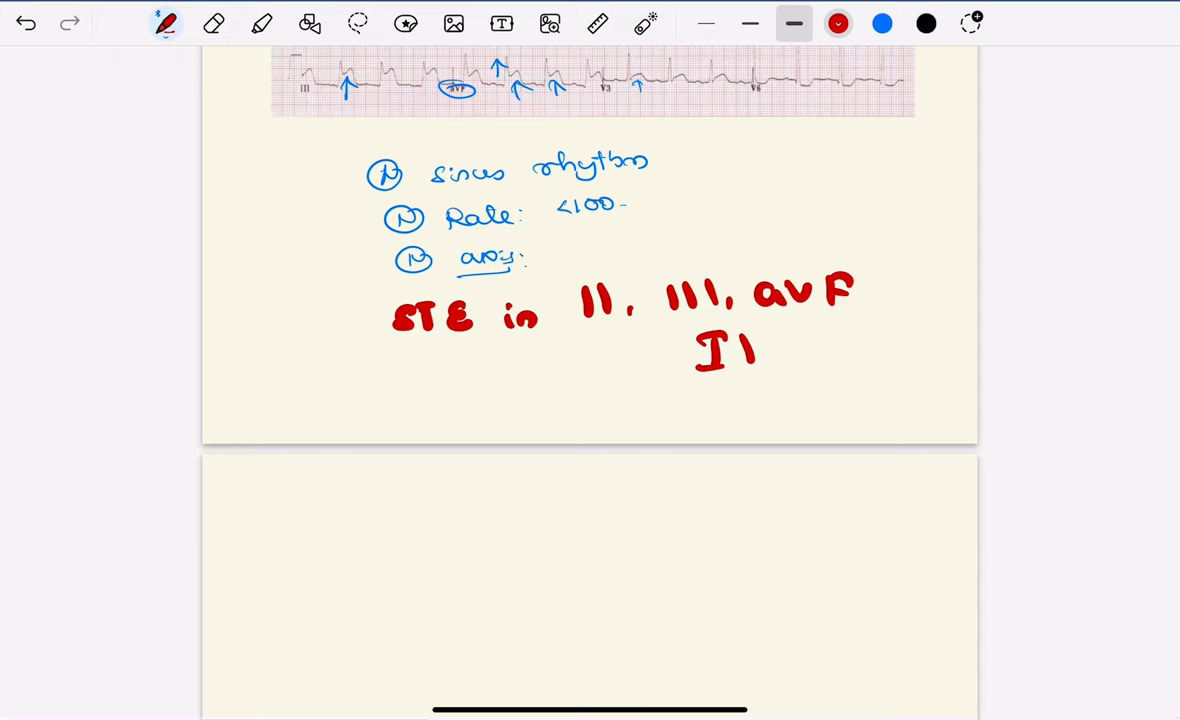 III aVF V3 V6
N sinus rhythm
N Rate: <100
N axis:
STE in II, III, avF
I\